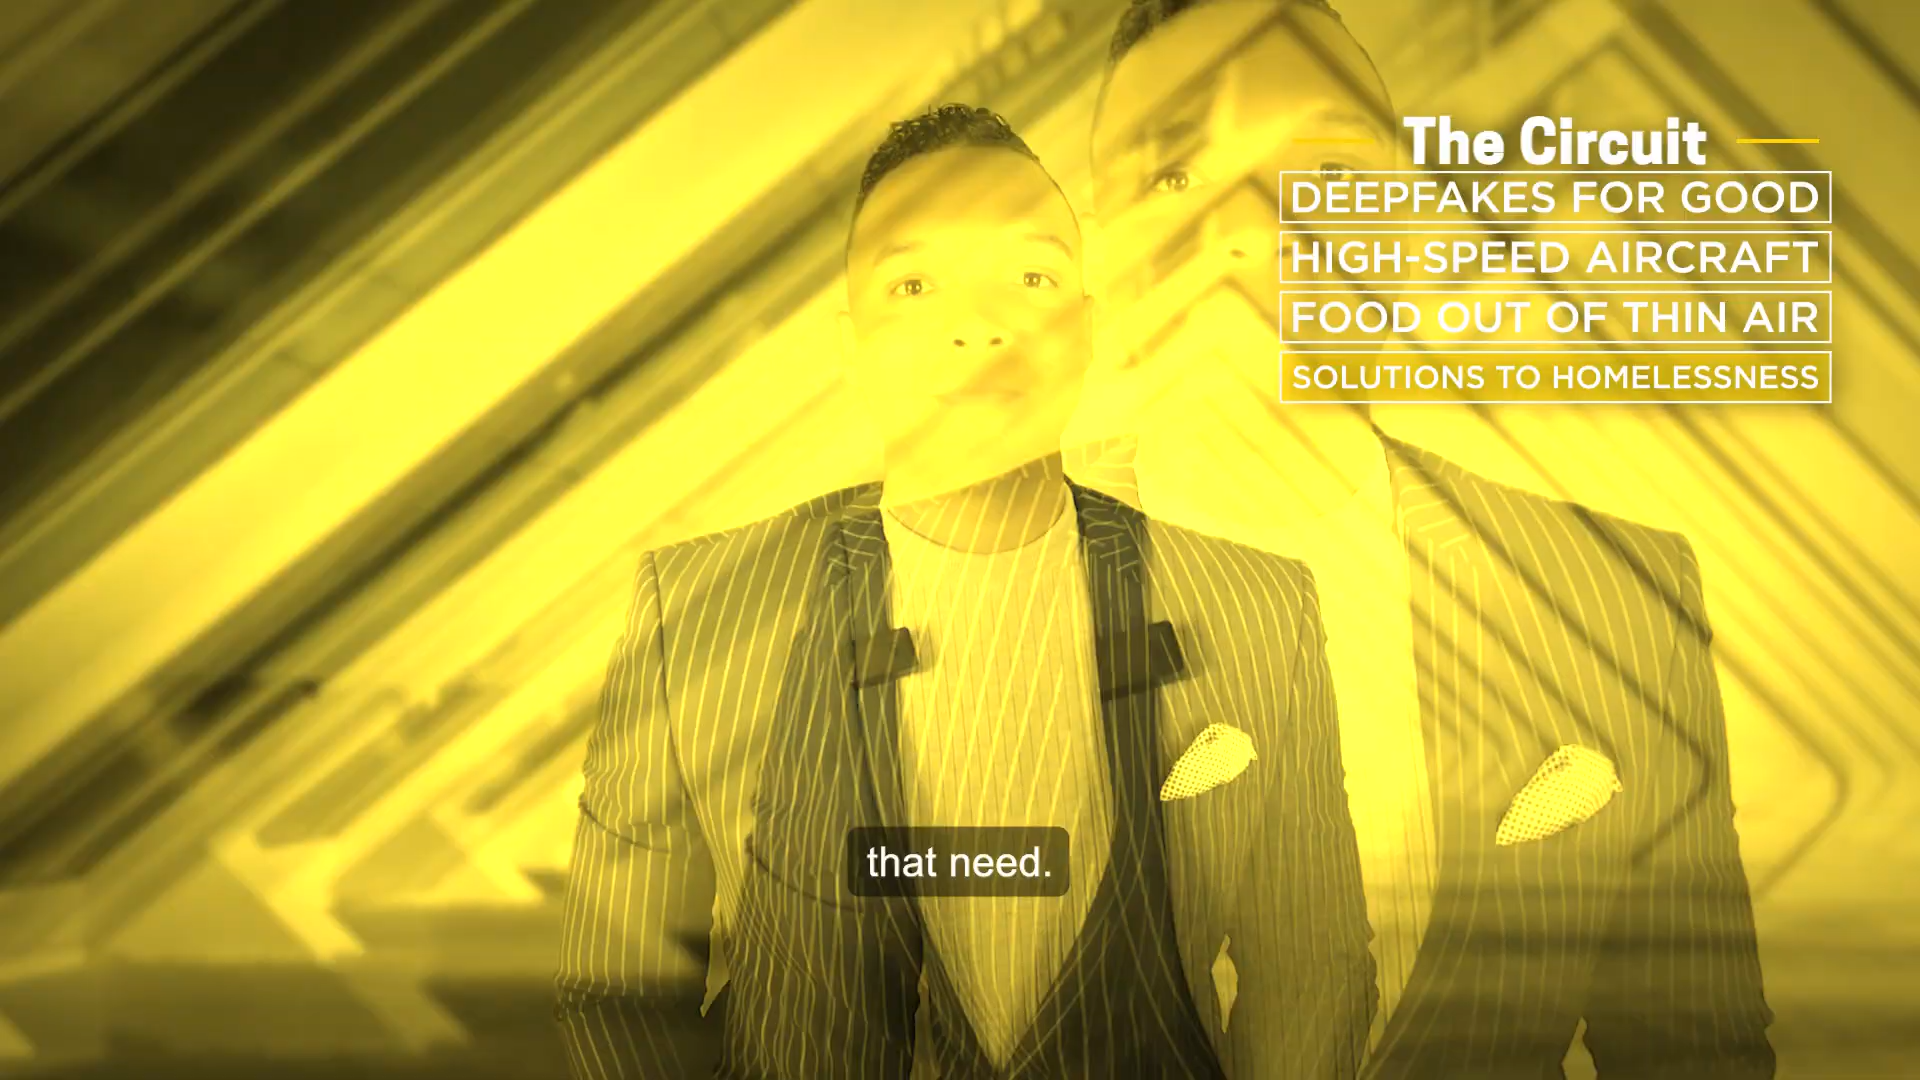 The Circuit
DEEPFAKES FOR GOOD
HIGH-SPEED AIRCRAFT
FOOD OUT OF THIN AIR
SOLUTIONS TO HOMELESSNESS
that need.